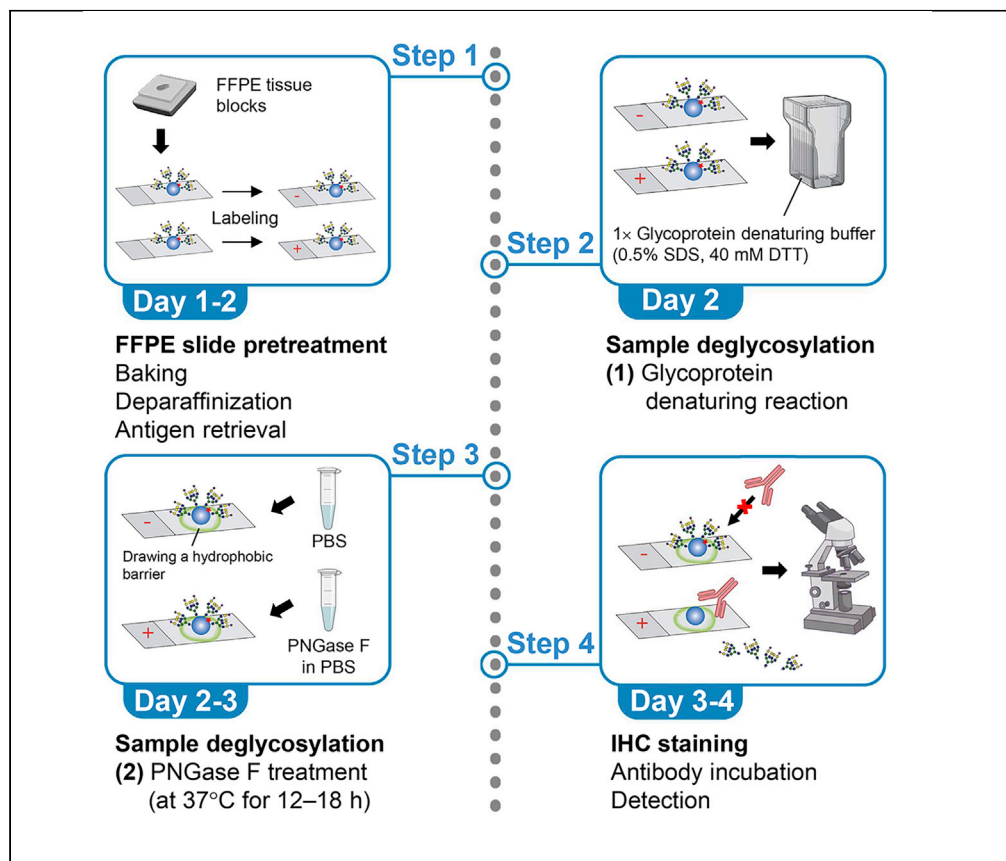 Step 1
FFPE tissue
blocks
Labeling
-
+
Day 1-2
FFPE slide pretreatment
Baking
Deparaffinization
Antigen retrieval
Step 2
-
+
1× Glycoprotein denaturing buffer
(0.5% SDS, 40 mM DTT)
Day 2
Sample deglycosylation
(1) Glycoprotein
denaturing reaction
Step 3
-
PBS
Drawing a hydrophobic
barrier
+
PNGase F
in PBS
Day 2-3
Sample deglycosylation
(2) PNGase F treatment
(at 37°C for 12–18 h)
Step 4
-
+
Day 3-4
IHC staining
Antibody incubation
Detection